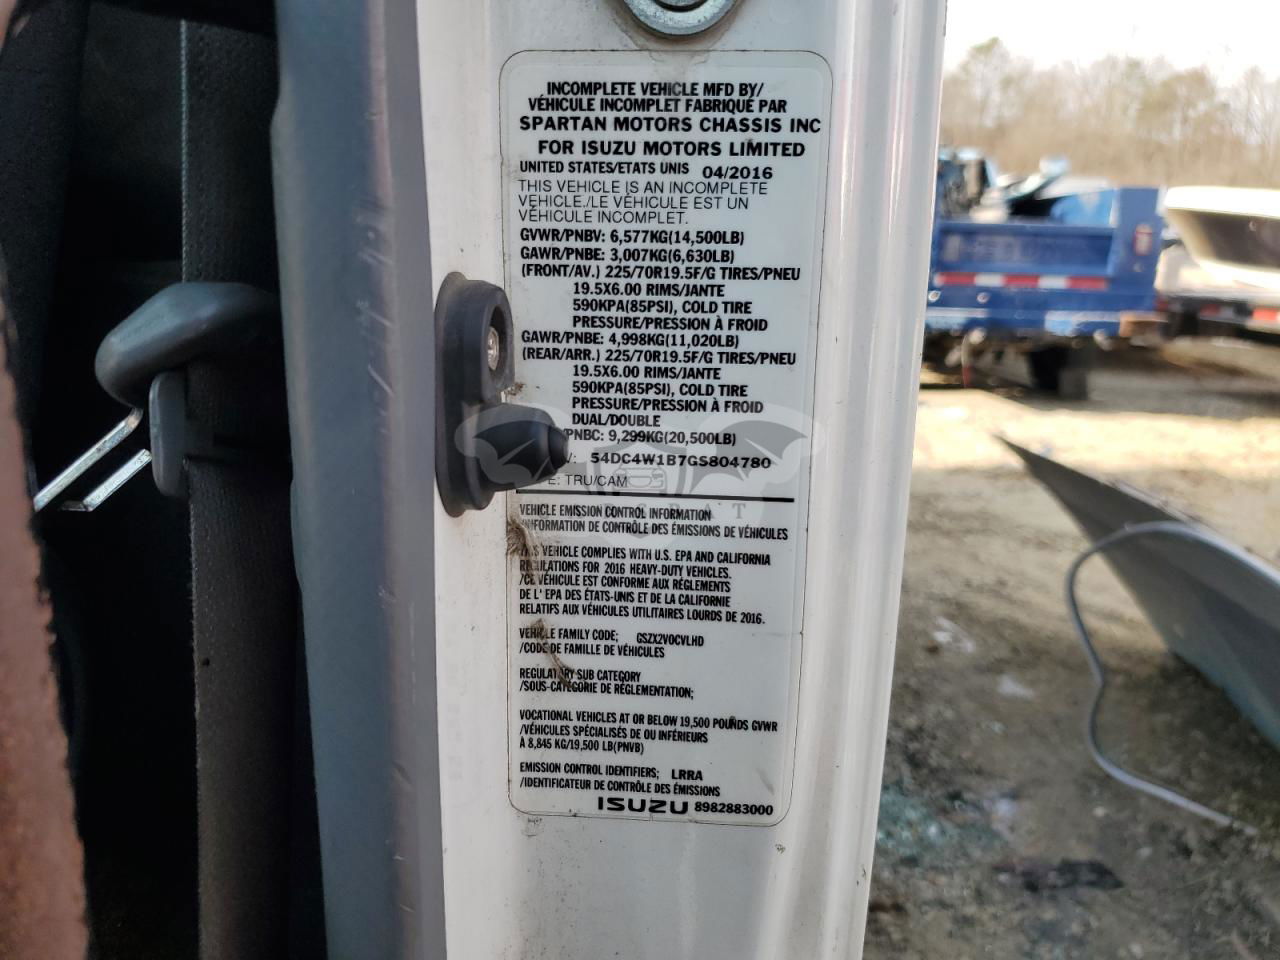 INCOMPLETE VEHICLE MFD BY/
VÉHICULE INCOMPLET FABRIQUÉ PAR
SPARTAN MOTORS CHASSIS INC
FOR ISUZU MOTORS LIMITED
UNITED STATES/ETATS UNIS 04/2016
THIS VEHICLE IS AN INCOMPLETE
VEHICLE./LE VÉHICULE EST UN
VÉHICULE INCOMPLET.
GVWR/PNBV: 6,577KG(14,500LB)
GAWR/PNBE: 3,007KG(6,630LB)
(FRONT/AV.) 225/70R19.5F/G TIRES/PNEU
19.5X6.00 RIMS/JANTE
590KPA(85PSI), COLD TIRE
PRESSURE/PRESSION À FROID
GAWR/PNBE: 4,998KG(11,020LB)
(REAR/ARR.) 225/70R19.5F/G TIRES/PNEU
19.5X6.00 RIMS/JANTE
590KPA(85PSI), COLD TIRE
PRESSURE/PRESSION À FROID
DUAL/DOUBLE
/PNBC: 9,299KG(20,500LB)
54DC4W1B7GS804780
: TRU/CAM
VEHICLE EMISSION CONTROL INFORMATION
/INFORMATION DE CONTRÔLE DES ÉMISSIONS DE VÉHICULES
THIS VEHICLE COMPLIES WITH U.S. EPA AND CALIFORNIA
REGULATIONS FOR 2016 HEAVY-DUTY VEHICLES.
/CE VÉHICULE EST CONFORME AUX RÉGLEMENTS
DE L' EPA DES ÉTATS-UNIS ET DE LA CALIFORNIE
RELATIFS AUX VÉHICULES UTILITAIRES LOURDS DE 2016.
VEHICLE FAMILY CODE; GSZX2VOCVLHD
/CODE DE FAMILLE DE VÉHICULES
REGULATORY SUB CATEGORY
/SOUS-CATÉGORIE DE RÉGLEMENTATION;
VOCATIONAL VEHICLES AT OR BELOW 19,500 POUNDS GVWR
/VÉHICULES SPÉCIALISÉS DE OU INFÉRIEURS
À 8,845 KG/19,500 LB(PNVB)
EMISSION CONTROL IDENTIFIERS; LRRA
/IDENTIFICATEUR DE CONTRÔLE DES ÉMISSIONS
ISUZU 8982883000